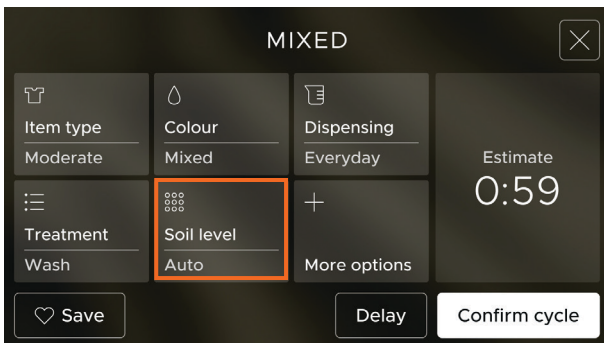 MIXED
Item type
Moderate
Colour
Mixed
Dispensing
Everyday
Estimate
0:59
Treatment
Wash
Soil level
Auto
More options
Save
Delay
Confirm cycle